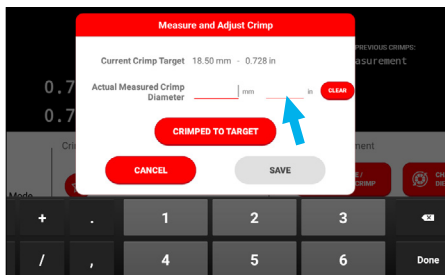 Measure and Adjust Crimp
PREVIOUS CRIMPS:
Current Crimp Target 18.50 mm - 0.728 in
Actual Measured Crimp Diameter mm in CLEAR
0.7
0.7
CRIMPED TO TARGET
CANCEL SAVE
Mode
+ . 1 2 3
/ , 4 5 6 Done